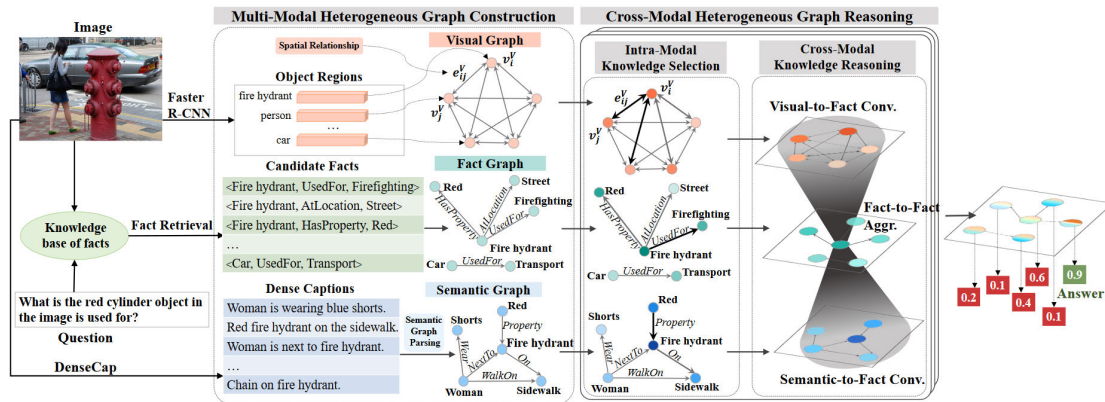 Image
Multi-Modal Heterogeneous Graph Construction
Cross-Modal Heterogeneous Graph Reasoning
Spatial Relationship
Visual Graph
e_ij^V
v_i^V
v_j^V
Object Regions
fire hydrant
person
...
car
Faster
R-CNN
Intra-Modal
Knowledge Selection
e_ij^V
v_i^V
v_j^V
Cross-Modal
Knowledge Reasoning
Visual-to-Fact Conv.
Candidate Facts
<Fire hydrant, UsedFor, Firefighting>
<Fire hydrant, AtLocation, Street>
<Fire hydrant, HasProperty, Red>
...
<Car, UsedFor, Transport>
Fact Graph
Red
Street
Firefighting
HasProperty
AtLocation
UsedFor
Fire hydrant
Car
UsedFor
Transport
Red
Street
Firefighting
HasProperty
AtLocation
UsedFor
Fire hydrant
Car
UsedFor
Transport
Fact-to-Fact
Aggr.
Knowledge
base of facts
Fact Retrieval
What is the red cylinder object in
the image is used for?
Question
DenseCap
Dense Captions
Woman is wearing blue shorts.
Red fire hydrant on the sidewalk.
Woman is next to fire hydrant.
...
Chain on fire hydrant.
Semantic
Graph
Parsing
Semantic Graph
Red
Shorts
Property
Fire hydrant
Wear
NextTo
On
WalkOn
Woman
Sidewalk
Red
Shorts
Property
Fire hydrant
Wear
NextTo
On
WalkOn
Woman
Sidewalk
Semantic-to-Fact Conv.
0.2
0.1
0.4
0.6
0.1
0.9
Answer